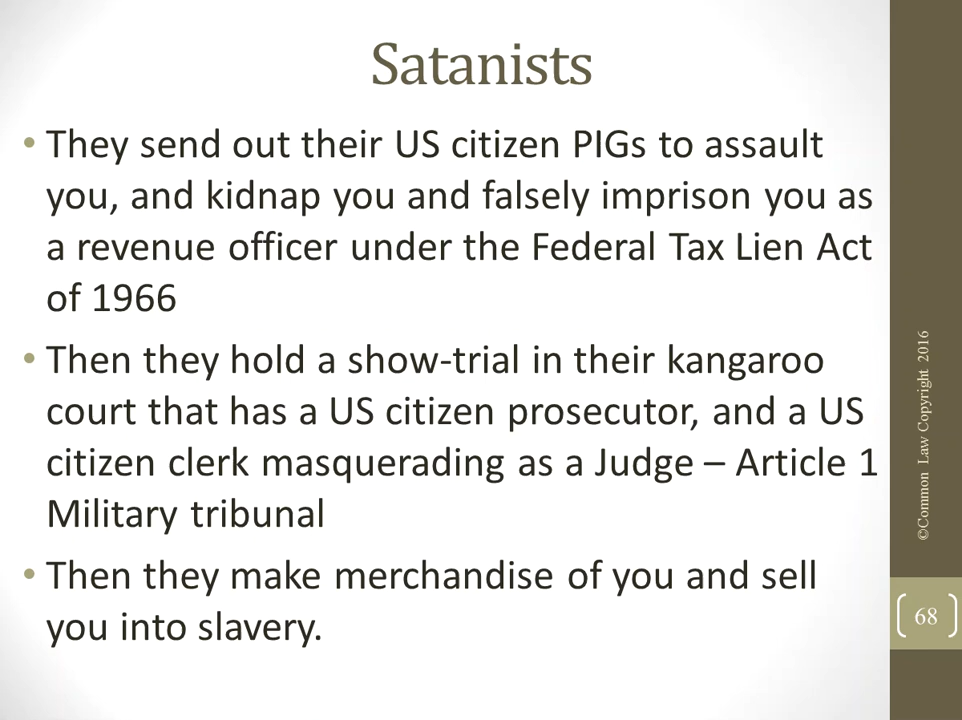 Satanists
• They send out their US citizen PIGs to assault
you, and kidnap you and falsely imprison you as
a revenue officer under the Federal Tax Lien Act
of 1966
• Then they hold a show-trial in their kangaroo
court that has a US citizen prosecutor, and a US
citizen clerk masquerading as a Judge – Article 1
Military tribunal
• Then they make merchandise of you and sell
you into slavery.
©Common Law Copyright 2016
68